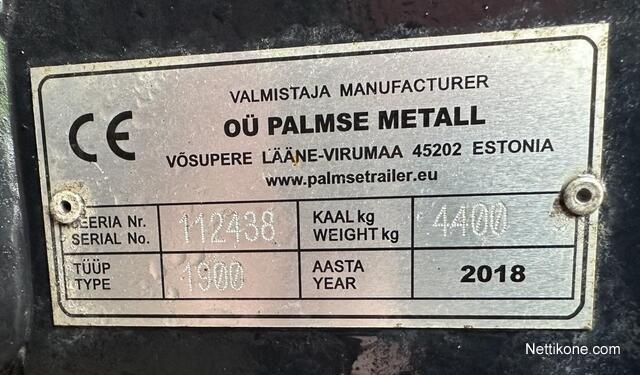 VALMISTAJA MANUFACTURER
CE
OÜ PALMSE METALL
VÕSUPERE LÄÄNE-VIRUMAA 45202 ESTONIA
www.palmsetrailer.eu
SEERIA Nr. 112438 KAAL kg 4400
SERIAL No. WEIGHT kg
TÜÜP 1900 AASTA 2018
TYPE YEAR
Nettikone.com